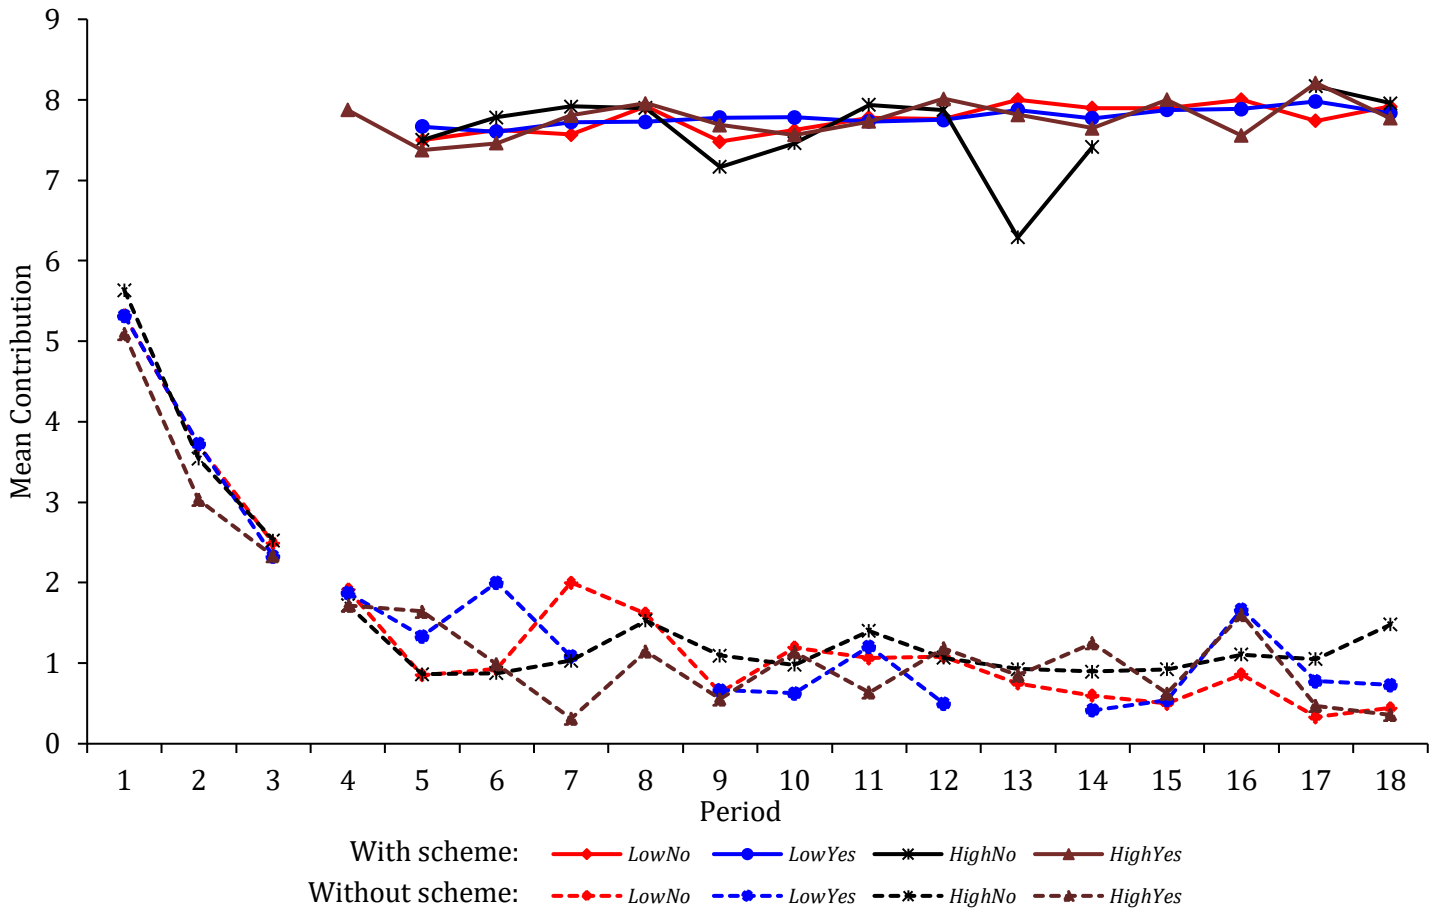 9
8
7
6
5
4
3
2
1
0
Mean Contribution
1 2 3 4 5 6 7 8 9 10 11 12 13 14 15 16 17 18
Period
With scheme: LowNo LowYes HighNo HighYes
Without scheme: LowNo LowYes HighNo HighYes